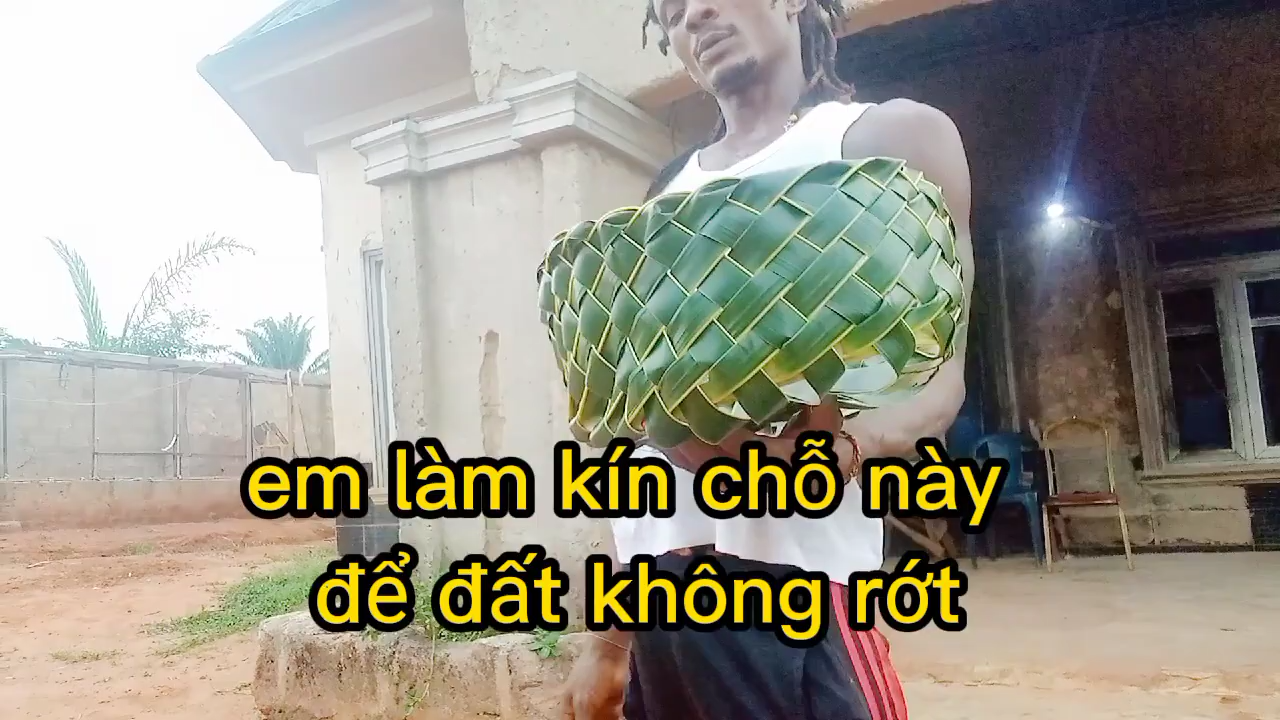 em làm kín chỗ này
để đất không rớt